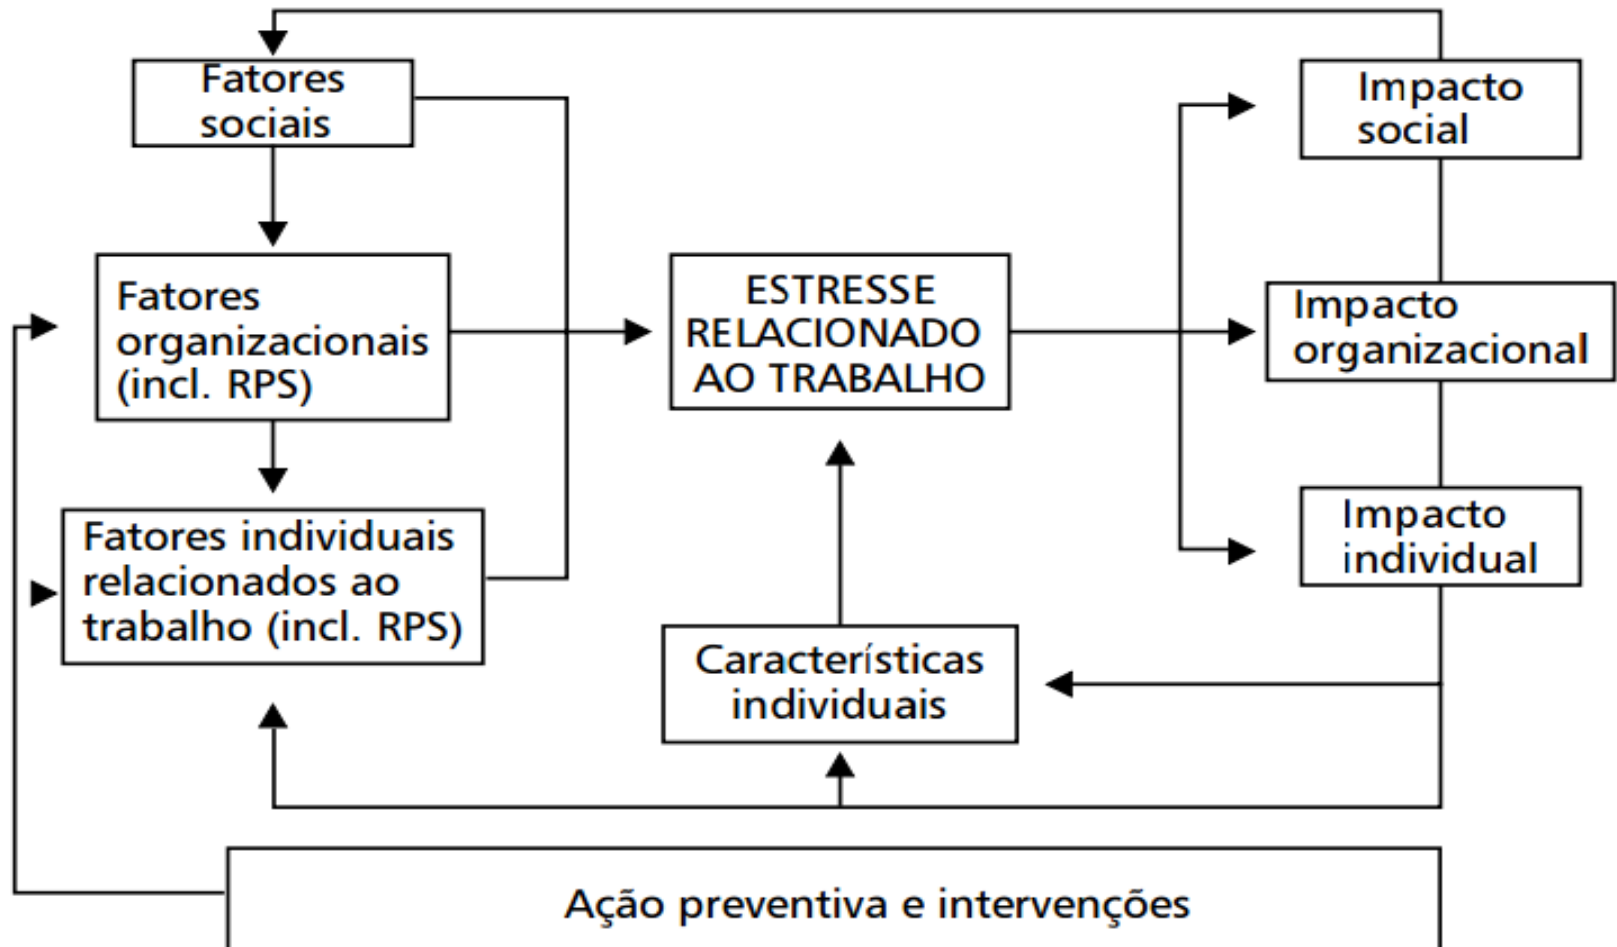 Fatores
sociais
Impacto
social
Fatores
organizacionais
(incl. RPS)
ESTRESSE
RELACIONADO
AO TRABALHO
Impacto
organizacional
Fatores individuais
relacionados ao
trabalho (incl. RPS)
Impacto
individual
Características
individuais
Ação preventiva e intervenções